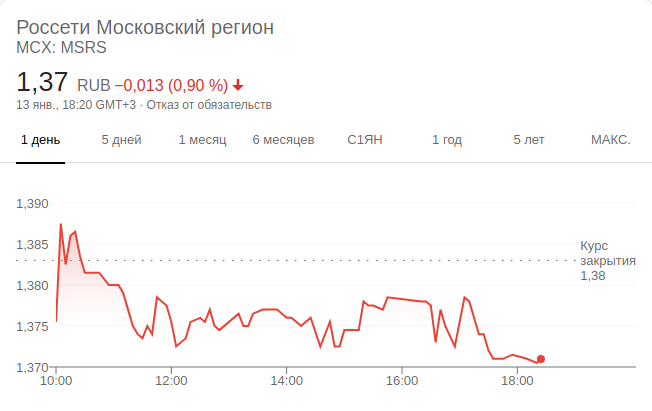 Россети Московский регион
MCX: MSRS
1,37 RUB −0,013 (0,90 %)
13 янв., 18:20 GMT+3 · Отказ от обязательств
1 день 5 дней 1 месяц 6 месяцев С1ЯН 1 год 5 лет МАКС.
1,390
1,385
1,380
1,375
1,370
Курс
закрытия
1,38
10:00 12:00 14:00 16:00 18:00